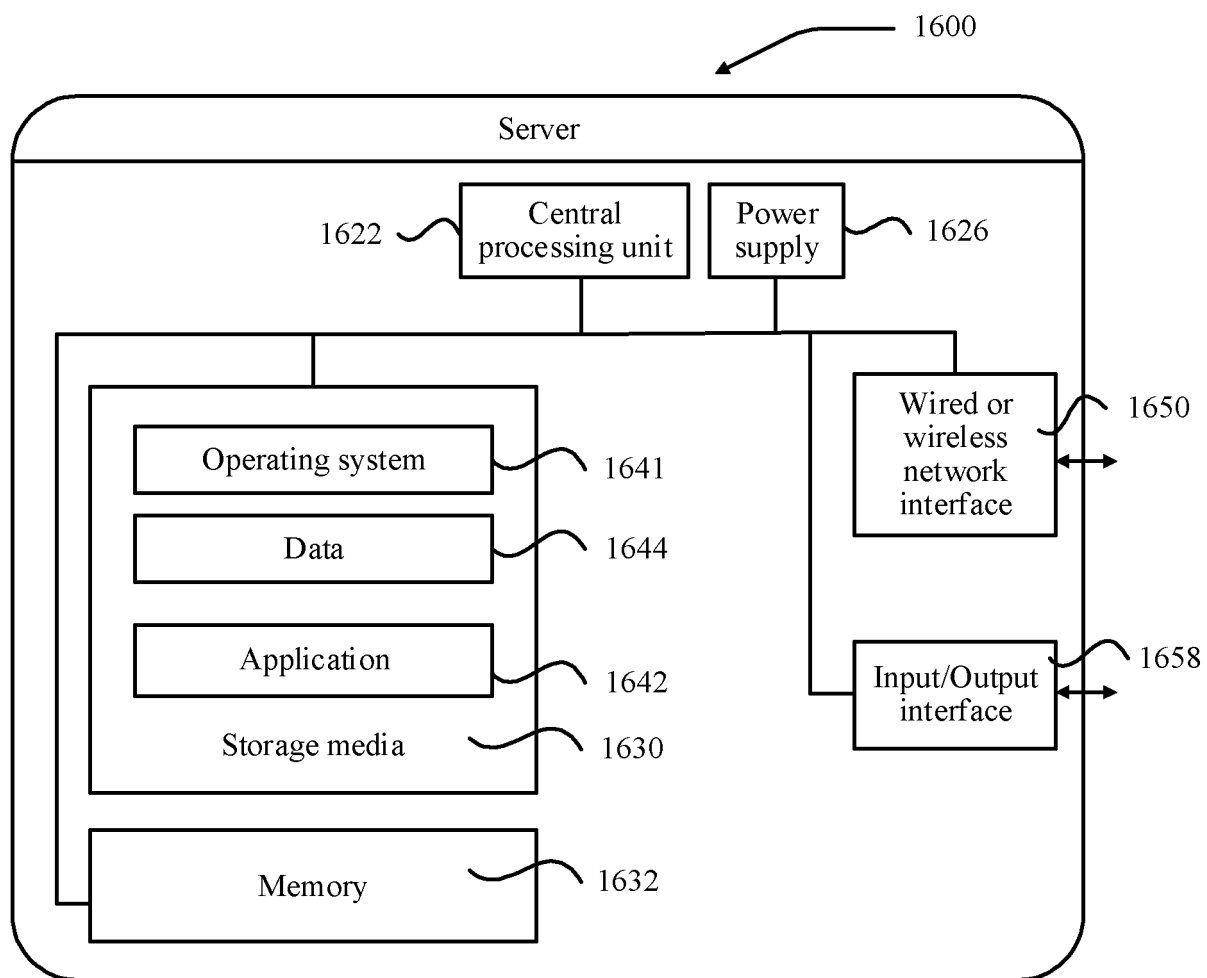 1600
Server
Central
processing unit
1622
Power
supply
1626
Wired or
wireless
network
interface
1650
Operating system
1641
Data
1644
Application
1642
Storage media
1630
Input/Output
interface
1658
Memory
1632